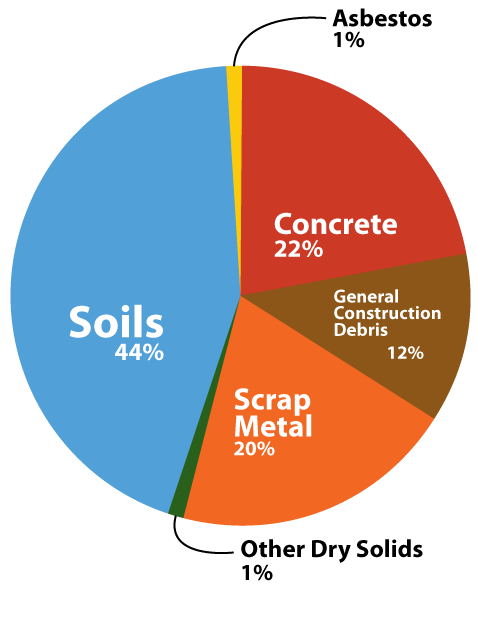 Asbestos
1%
Concrete
22%
General
Construction
Debris
12%
Soils
44%
Scrap
Metal
20%
Other Dry Solids
1%